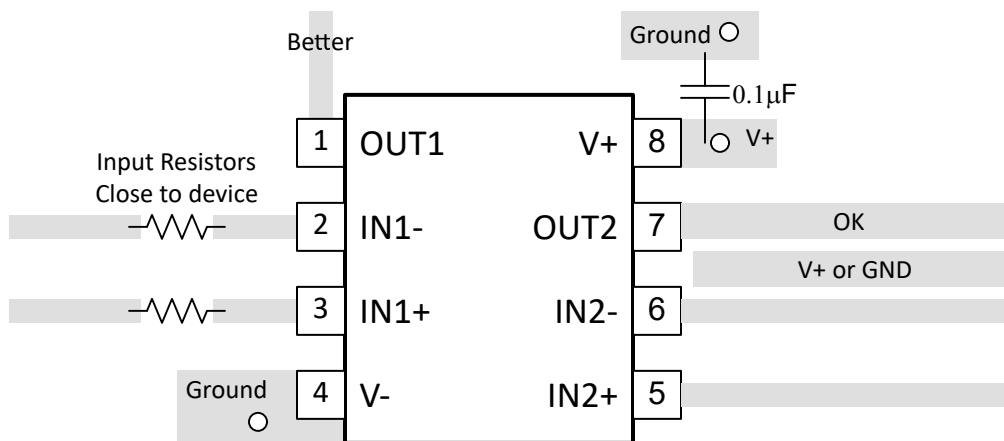 Better
Ground
0.1μF
1 OUT1
V+ 8
V+
Input Resistors
Close to device
2 IN1-
OUT2 7
OK
V+ or GND
3 IN1+
IN2- 6
Ground
4 V-
IN2+ 5